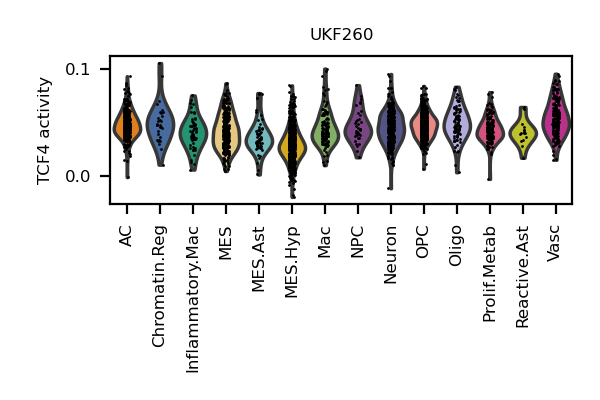 UKF260
TCF4 activity
0.1
0.0
AC
Chromatin.Reg
Inflammatory.Mac
MES
MES.Ast
MES.Hyp
Mac
NPC
Neuron
OPC
Oligo
Prolif.Metab
Reactive.Ast
Vasc